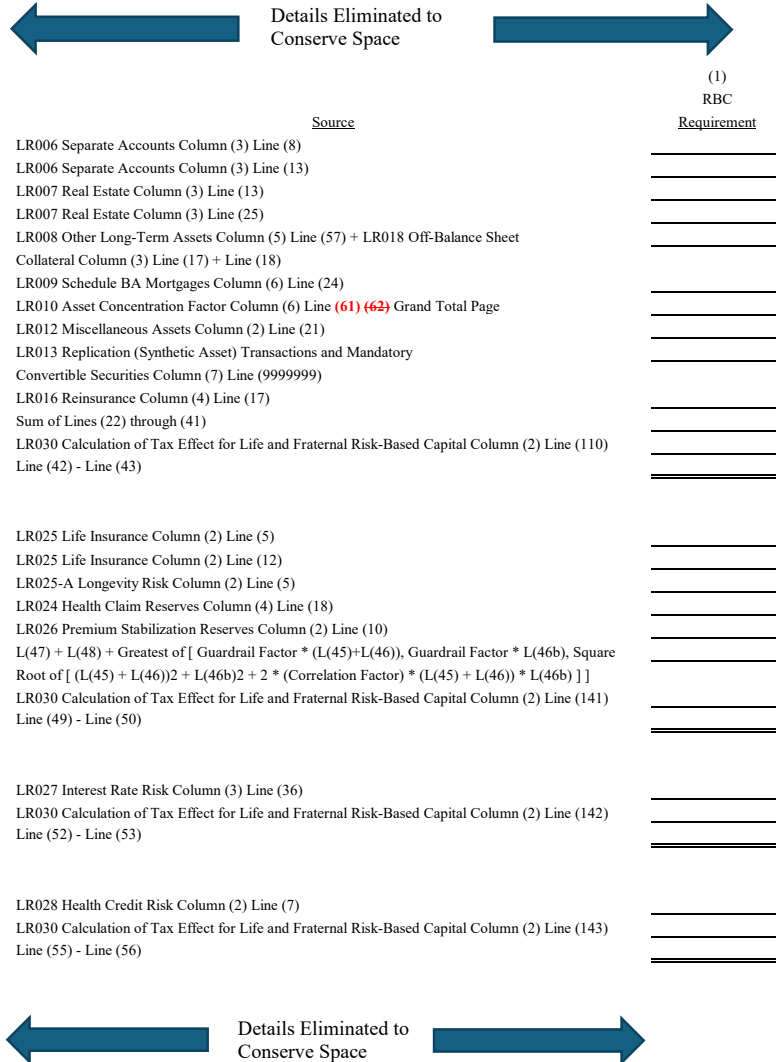 Details Eliminated to
Conserve Space
(1)
RBC
Source Requirement
LR006 Separate Accounts Column (3) Line (8)
LR006 Separate Accounts Column (3) Line (13)
LR007 Real Estate Column (3) Line (13)
LR007 Real Estate Column (3) Line (25)
LR008 Other Long-Term Assets Column (5) Line (57) + LR018 Off-Balance Sheet
Collateral Column (3) Line (17) + Line (18)
LR009 Schedule BA Mortgages Column (6) Line (24)
LR010 Asset Concentration Factor Column (6) Line (61) (62) Grand Total Page
LR012 Miscellaneous Assets Column (2) Line (21)
LR013 Replication (Synthetic Asset) Transactions and Mandatory
Convertible Securities Column (7) Line (9999999)
LR016 Reinsurance Column (4) Line (17)
Sum of Lines (22) through (41)
LR030 Calculation of Tax Effect for Life and Fraternal Risk-Based Capital Column (2) Line (110)
Line (42) - Line (43)
LR025 Life Insurance Column (2) Line (5)
LR025 Life Insurance Column (2) Line (12)
LR025-A Longevity Risk Column (2) Line (5)
LR024 Health Claim Reserves Column (4) Line (18)
LR026 Premium Stabilization Reserves Column (2) Line (10)
L(47) + L(48) + Greatest of [ Guardrail Factor * (L(45)+L(46)), Guardrail Factor * L(46b), Square
Root of [ (L(45) + L(46))2 + L(46b)2 + 2 * (Correlation Factor) * (L(45) + L(46)) * L(46b) ] ]
LR030 Calculation of Tax Effect for Life and Fraternal Risk-Based Capital Column (2) Line (141)
Line (49) - Line (50)
LR027 Interest Rate Risk Column (3) Line (36)
LR030 Calculation of Tax Effect for Life and Fraternal Risk-Based Capital Column (2) Line (142)
Line (52) - Line (53)
LR028 Health Credit Risk Column (2) Line (7)
LR030 Calculation of Tax Effect for Life and Fraternal Risk-Based Capital Column (2) Line (143)
Line (55) - Line (56)
Details Eliminated to
Conserve Space